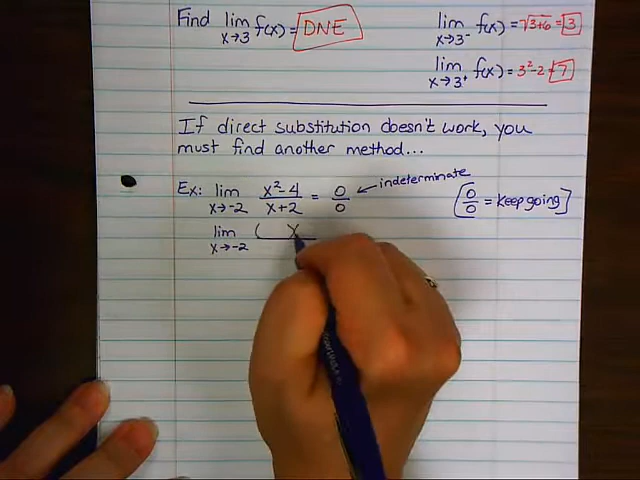 Find lim f(x) = DNE
x→3
lim f(x) = √3+6 = 3
x→3⁻
lim f(x) = 3²-2 = 7
x→3⁺
If direct substitution doesn't work, you
must find another method...
Ex: lim x²-4 / x+2 = 0/0 ← indeterminate
x→-2
(0/0 = keep going)
lim ( )(
x→-2